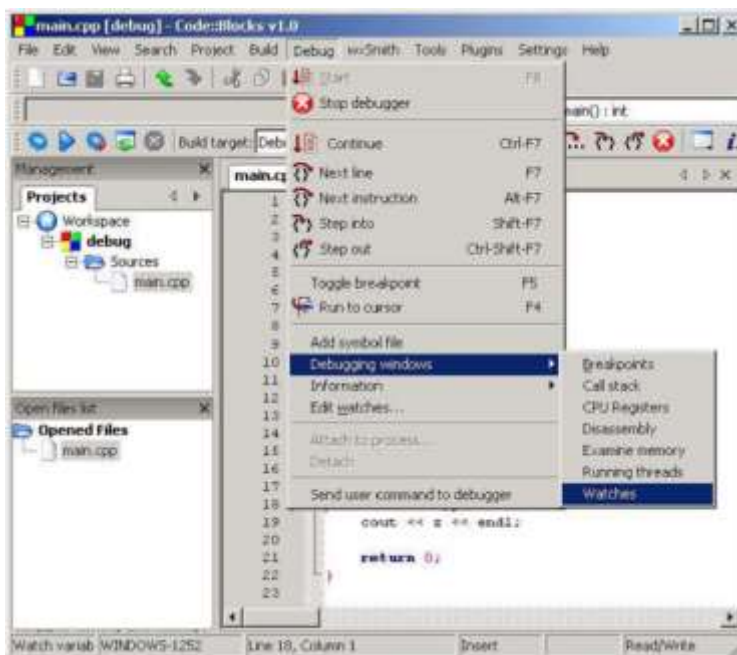 main.cpp [debug] - Code::Blocks v1.0
File Edit View Search Project Build Debug wxSmith Tools Plugins Settings Help
Start F8
Stop debugger
main() : int
Build target: Debu
Continue Ctrl-F7
Management
main.cp
Next line F7
Projects
Next instruction Alt-F7
Workspace
Step into Shift-F7
debug
Step out Ctrl-Shift-F7
Sources
main.cpp
Toggle breakpoint F5
Run to cursor F4
Add symbol file
Debugging windows
Breakpoints
Information
Call stack
Edit watches...
CPU Registers
Open files list
Disassembly
Opened Files
Attach to process...
Examine memory
main.cpp
Detach
Running threads
Send user command to debugger
Watches
1
2
3
4
5
6
7
8
9
10
11
12
13
14
15
16
17
18
19 cout << z << endl;
20
21 return 0;
22 }
23
Watch variab WINDOWS-1252 Line 18, Column 1 Insert Read/Write